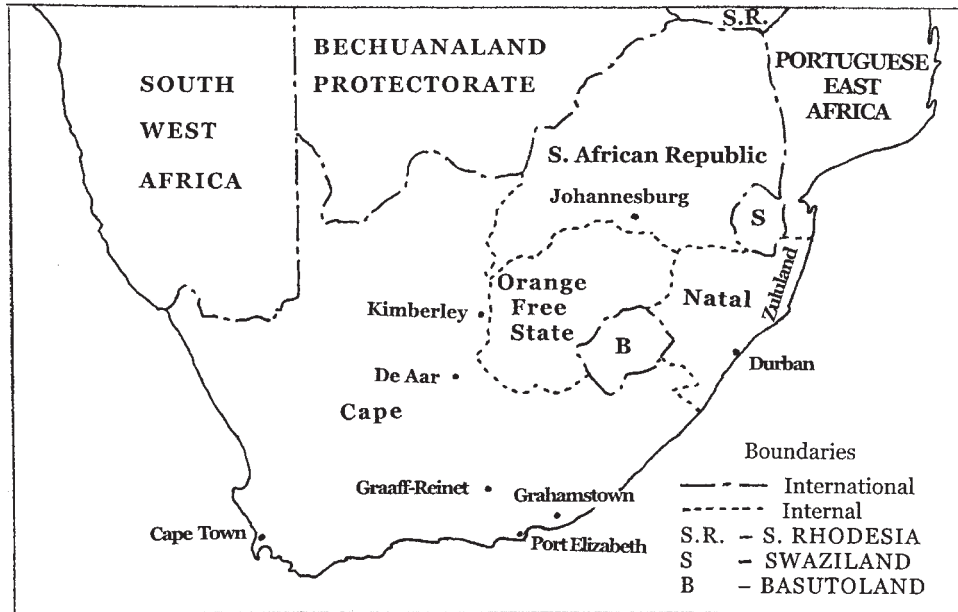 S.R.
BECHUANALAND
PROTECTORATE
PORTUGUESE
EAST
AFRICA
SOUTH
WEST
AFRICA
S. African Republic
Johannesburg
S
Zululand
Orange
Free
State
Natal
Kimberley
B
Durban
De Aar
Cape
Graaff-Reinet
Grahamstown
Cape Town
Port Elizabeth
Boundaries
International
Internal
S.R. – S. RHODESIA
S – SWAZILAND
B – BASUTOLAND